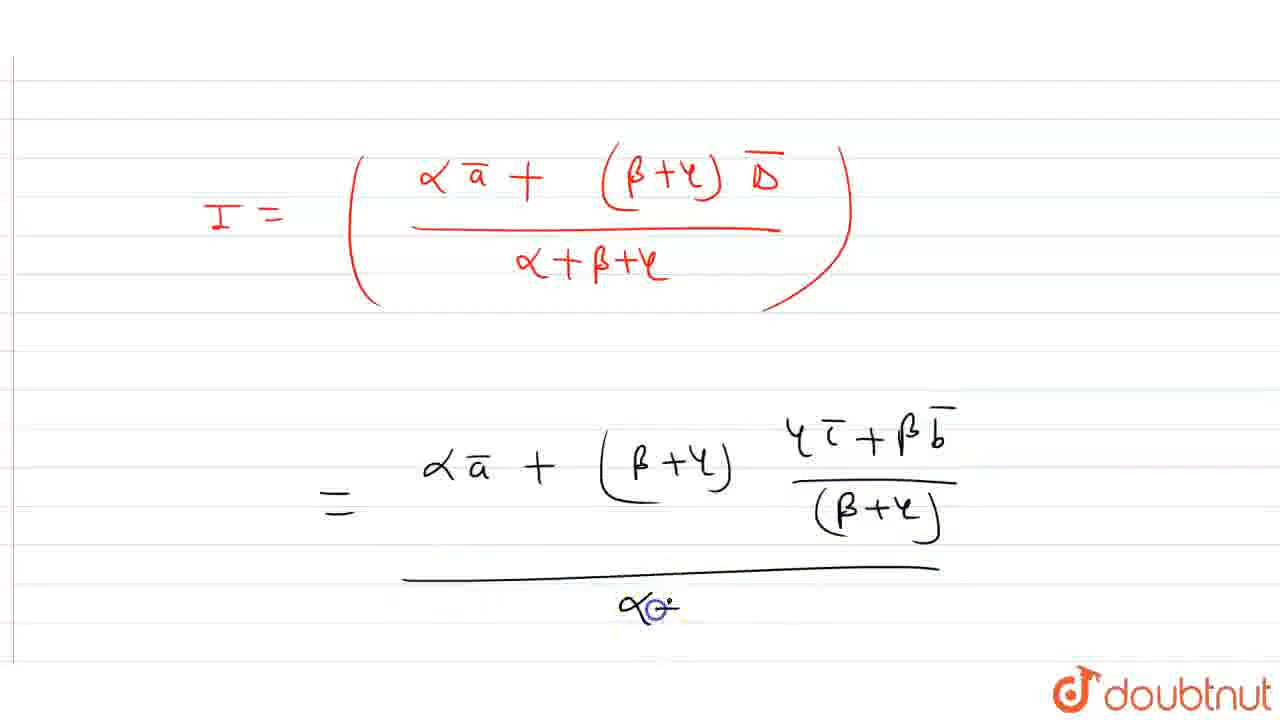 I̅ = ( (α a̅ + (β+γ) D̅) / (α+β+γ) )
= (α a̅ + (β+γ) (γ c̅ + β b̅) / (β+γ)) / (α+
doubtnut